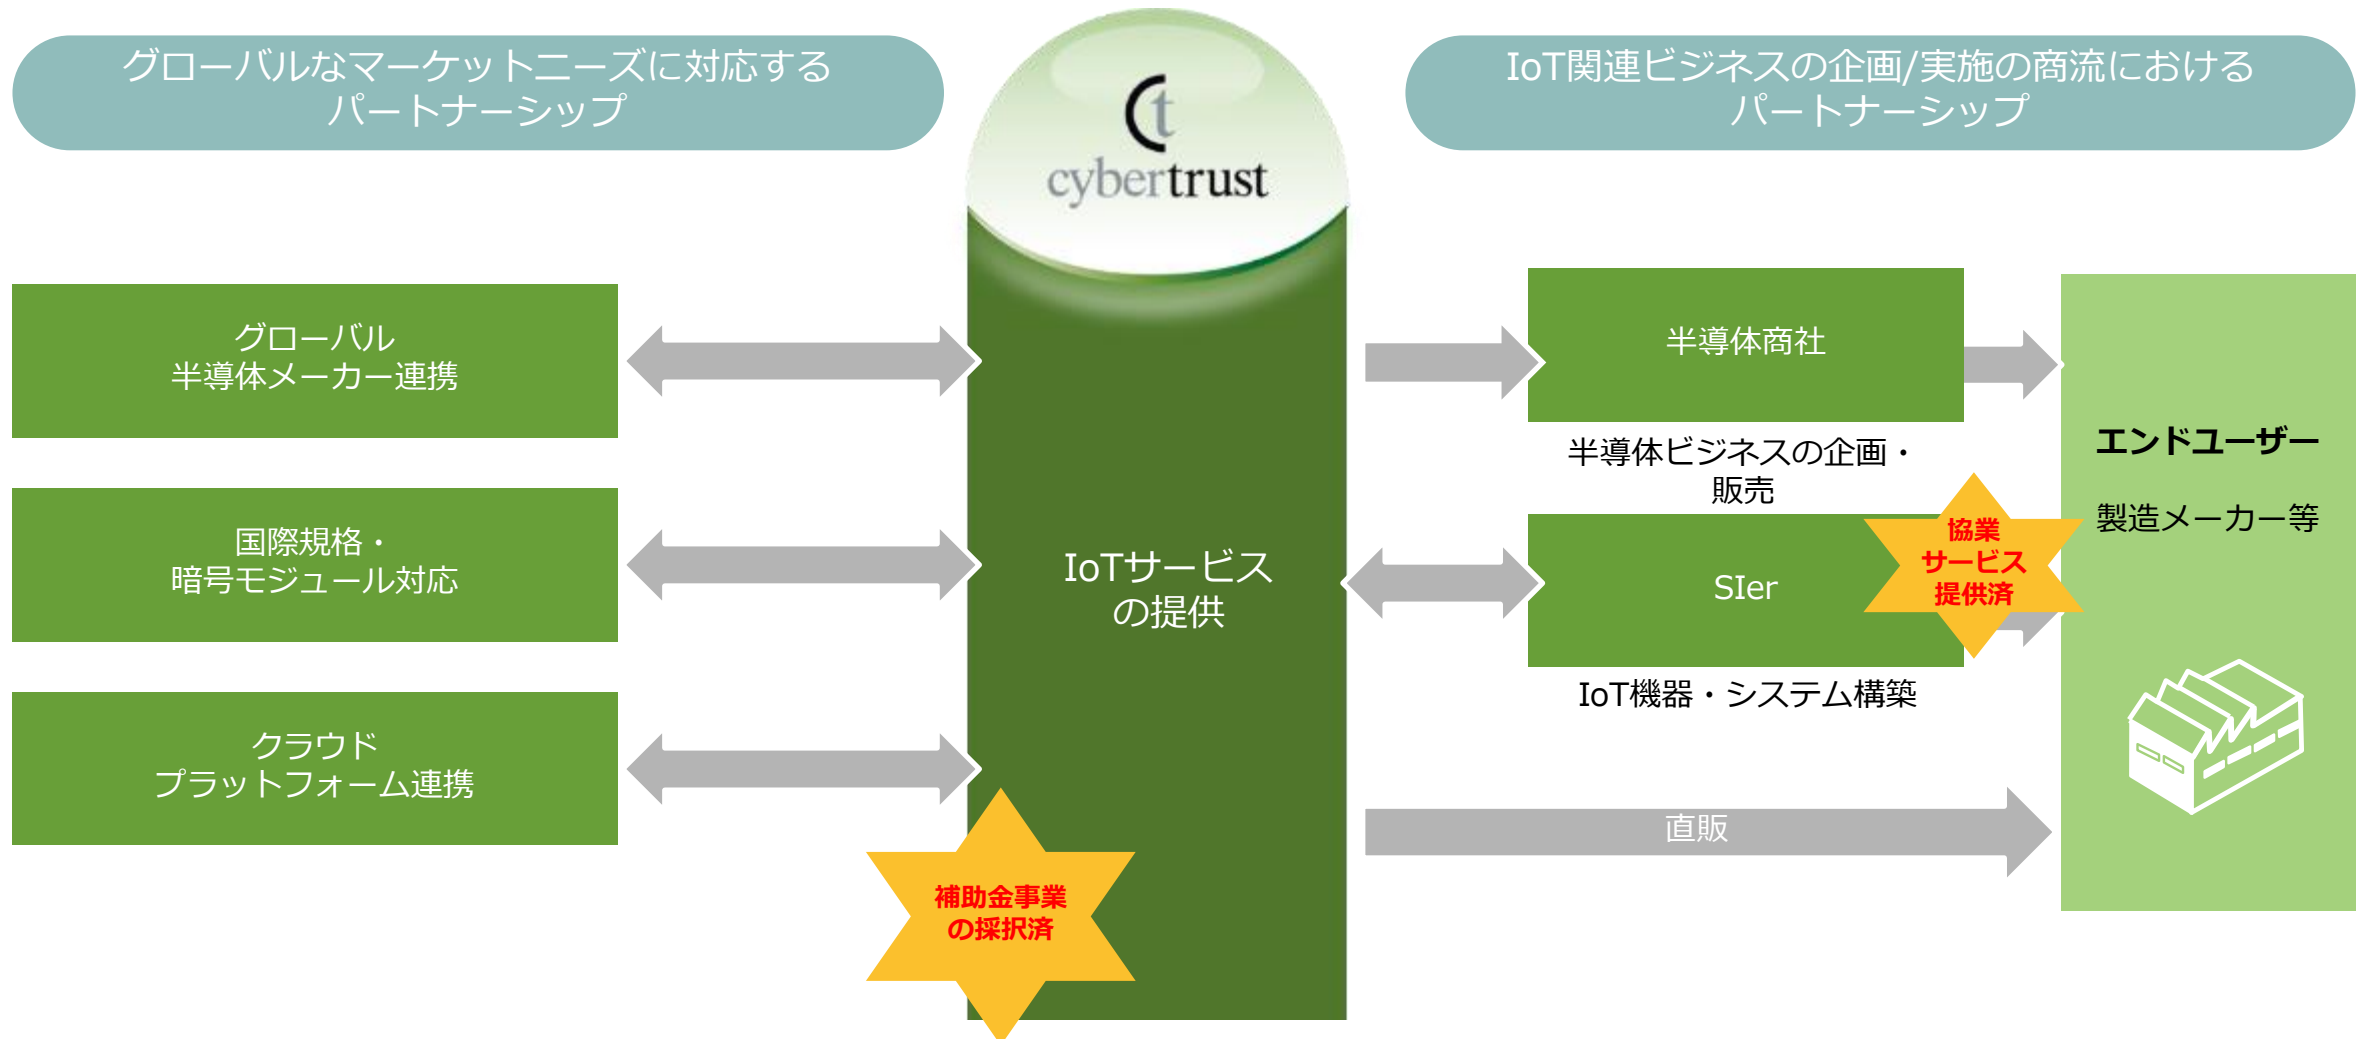 グローバルなマーケットニーズに対応する
パートナーシップ
cybertrust
IoT関連ビジネスの企画/実施の商流における
パートナーシップ
グローバル
半導体メーカー連携
国際規格・
暗号モジュール対応
クラウド
プラットフォーム連携
IoTサービス
の提供
補助金事業
の採択済
半導体商社
半導体ビジネスの企画・
販売
SIer
協業
サービス
提供済
IoT機器・システム構築
直販
エンドユーザー
製造メーカー等